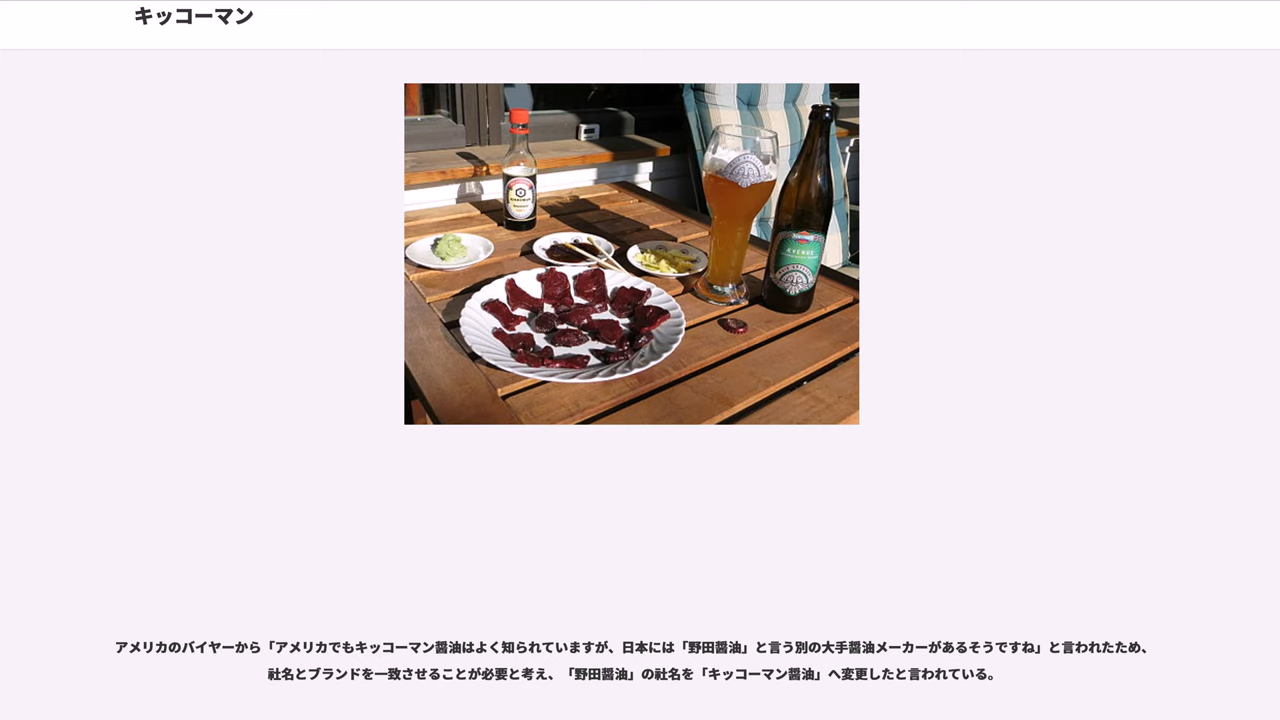 キッコーマン
KIKKOMAN
アメリカのバイヤーから「アメリカでもキッコーマン醤油はよく知られていますが、日本には「野田醤油」と言う別の大手醤油メーカーがあるそうですね」と言われたため、
社名とブランドを一致させることが必要と考え、「野田醤油」の社名を「キッコーマン醤油」へ変更したと言われている。